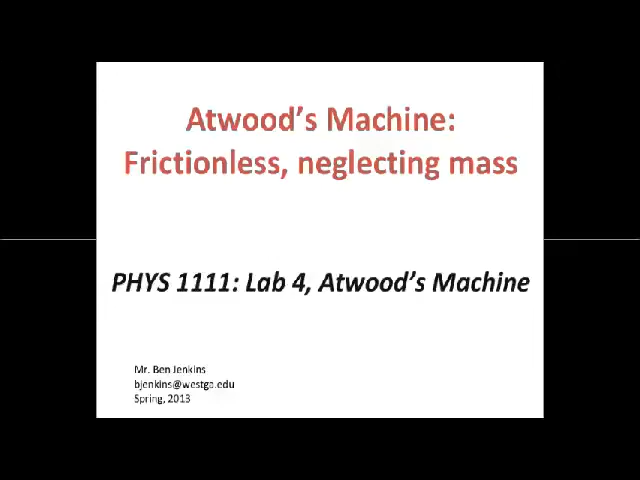 Atwood's Machine:
Frictionless, neglecting mass
PHYS 1111: Lab 4, Atwood's Machine
Mr. Ben Jenkins
bjenkins@westga.edu
Spring, 2013